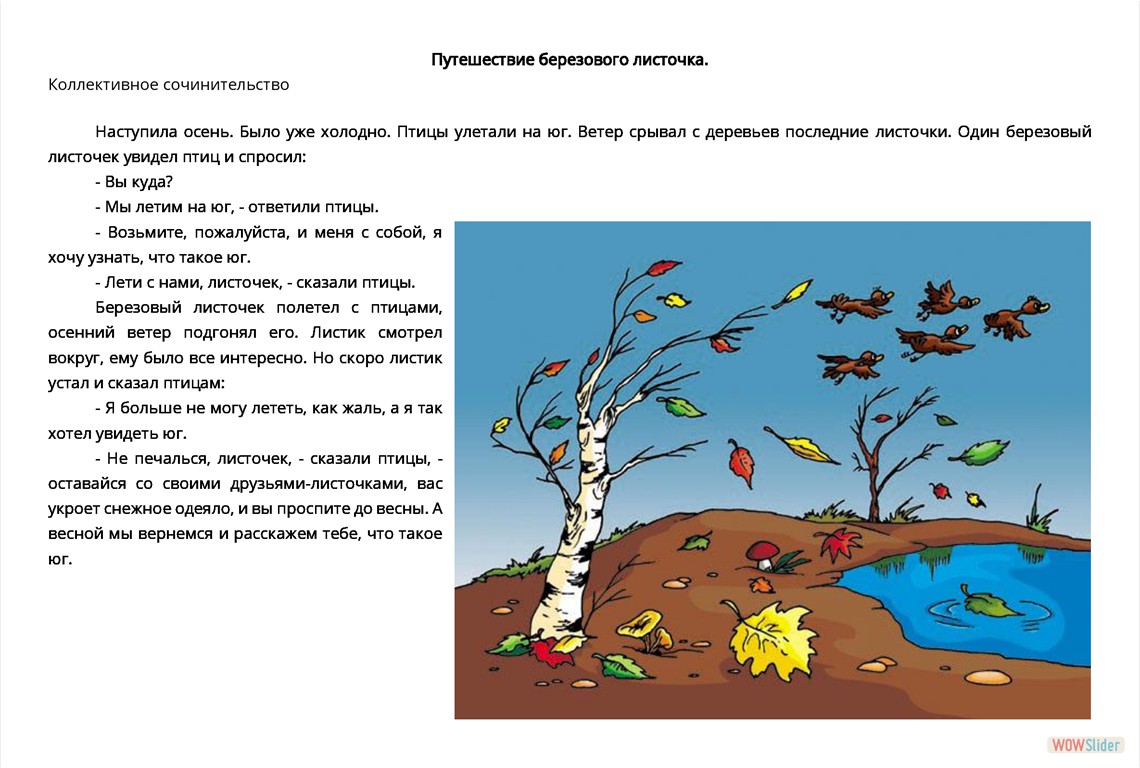 Путешествие березового листочка.
Коллективное сочинительство
Наступила осень. Было уже холодно. Птицы улетали на юг. Ветер срывал с деревьев последние листочки. Один березовый
листочек увидел птиц и спросил:
- Вы куда?
- Мы летим на юг, - ответили птицы.
- Возьмите, пожалуйста, и меня с собой, я
хочу узнать, что такое юг.
- Лети с нами, листочек, - сказали птицы.
Березовый листочек полетел с птицами,
осенний ветер подгонял его. Листик смотрел
вокруг, ему было все интересно. Но скоро листик
устал и сказал птицам:
- Я больше не могу лететь, как жаль, а я так
хотел увидеть юг.
- Не печалься, листочек, - сказали птицы, -
оставайся со своими друзьями-листочками, вас
укроет снежное одеяло, и вы проспите до весны. А
весной мы вернемся и расскажем тебе, что такое
юг.
WOWSlider